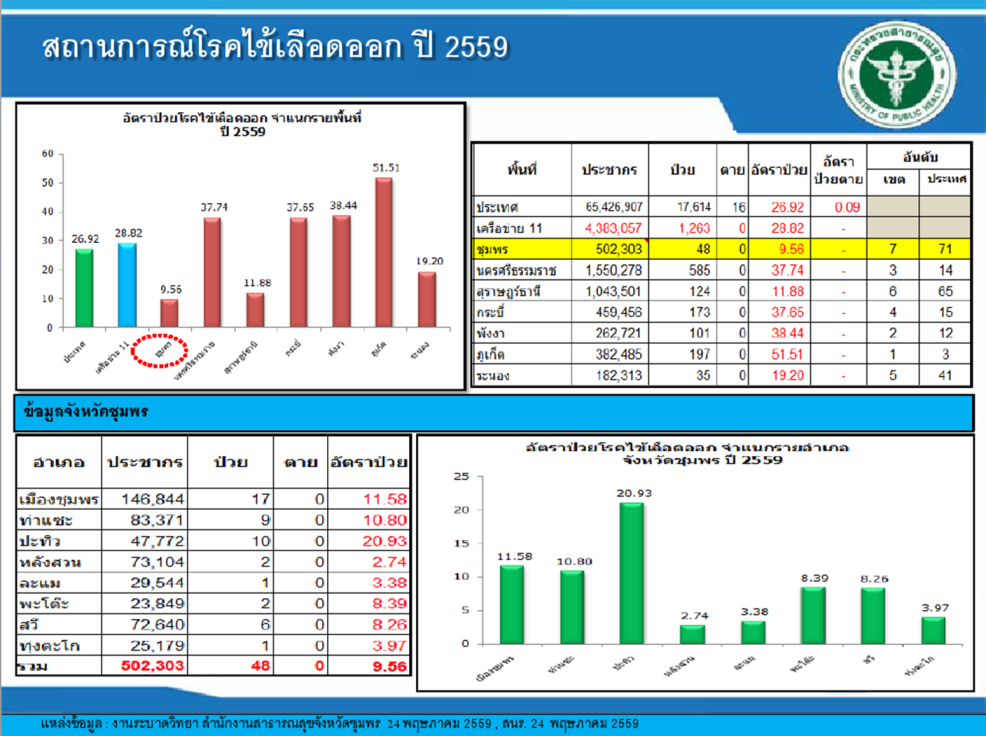 สถานการณ์โรคไข้เลือดออก ปี 2559
กระทรวงสาธารณสุข
MINISTRY OF PUBLIC HEALTH
อัตราป่วยโรคไข้เลือดออก จำแนกรายพื้นที่
ปี 2559
60
50
40
30
20
10
0
26.92 28.82 9.56 37.74 11.88 37.65 38.44 51.51 19.20
ประเทศ เครือข่าย 11 ชุมพร นครศรีธรรมราช สุราษฎร์ธานี กระบี่ พังงา ภูเก็ต ระนอง
พื้นที่ ประชากร ป่วย ตาย อัตราป่วย อัตราป่วยตาย อันดับ
เขต ประเทศ
ประเทศ 65,426,907 17,614 16 26.92 0.09
เครือข่าย 11 4,383,057 1,263 0 28.82 -
ชุมพร 502,303 48 0 9.56 - 7 71
นครศรีธรรมราช 1,550,278 585 0 37.74 - 3 14
สุราษฎร์ธานี 1,043,501 124 0 11.88 - 6 65
กระบี่ 459,456 173 0 37.65 - 4 15
พังงา 262,721 101 0 38.44 - 2 12
ภูเก็ต 382,485 197 0 51.51 - 1 3
ระนอง 182,313 35 0 19.20 - 5 41
ข้อมูลจังหวัดชุมพร
อำเภอ ประชากร ป่วย ตาย อัตราป่วย
เมืองชุมพร 146,844 17 0 11.58
ท่าแซะ 83,371 9 0 10.80
ปะทิว 47,772 10 0 20.93
หลังสวน 73,104 2 0 2.74
ละแม 29,544 1 0 3.38
พะโต๊ะ 23,849 2 0 8.39
สวี 72,640 6 0 8.26
ทุ่งตะโก 25,179 1 0 3.97
รวม 502,303 48 0 9.56
อัตราป่วยโรคไข้เลือดออก จำแนกรายอำเภอ
จังหวัดชุมพร ปี 2559
25
20
15
10
5
0
11.58 10.80 20.93 2.74 3.38 8.39 8.26 3.97
เมืองชุมพร ท่าแซะ ปะทิว หลังสวน ละแม พะโต๊ะ สวี ทุ่งตะโก
แหล่งข้อมูล : งานระบาดวิทยา สำนักงานสาธารณสุขจังหวัดชุมพร 24 พฤษภาคม 2559 , สนร. 24 พฤษภาคม 2559